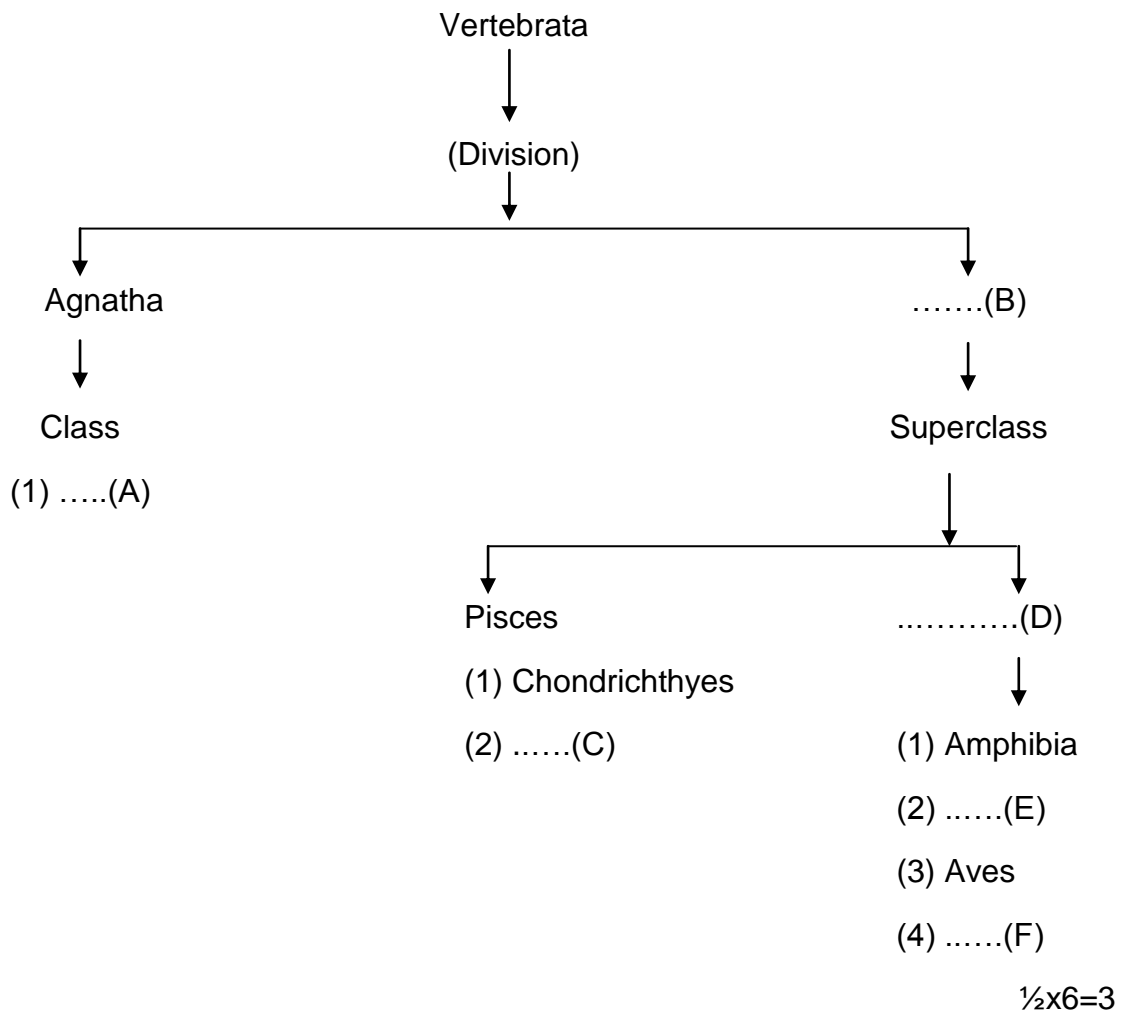 Vertebrata
(Division)
Agnatha …….(B)
Class Superclass
(1) …..(A)
Pisces ..……….(D)
(1) Chondrichthyes
(2) ..….(C) (1) Amphibia
(2) ..….(E)
(3) Aves
(4) ..….(F)
½x6=3